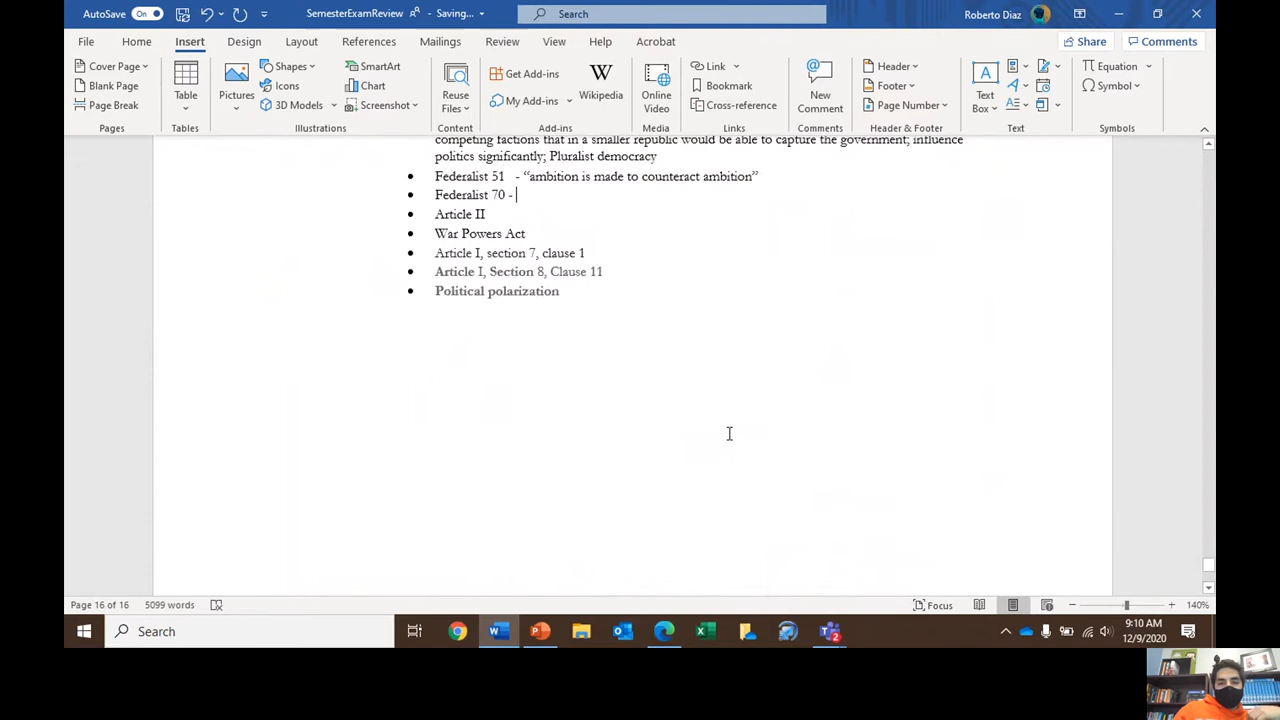 AutoSave On SemesterExamReview - Saving... Search Roberto Diaz
File Home Insert Design Layout References Mailings Review View Help Acrobat Share Comments
Cover Page
Blank Page
Page Break
Pages
Table
Tables
Pictures
Shapes
Icons
3D Models
SmartArt
Chart
Screenshot
Illustrations
Reuse
Files
Content
Get Add-ins
My Add-ins
W
Wikipedia
Add-ins
Online
Video
Media
Link
Bookmark
Cross-reference
Links
New
Comment
Comments
Header
Footer
Page Number
Header & Footer
Text
Box
Text
Equation
Symbol
Symbols
competing factions that in a smaller republic would be able to capture the government; influence
politics significantly; Pluralist democracy
• Federalist 51 - “ambition is made to counteract ambition”
• Federalist 70 -
• Article II
• War Powers Act
• Article I, section 7, clause 1
• Article I, Section 8, Clause 11
• Political polarization
Page 16 of 16 5099 words Focus 140%
Search
9:10 AM
12/9/2020